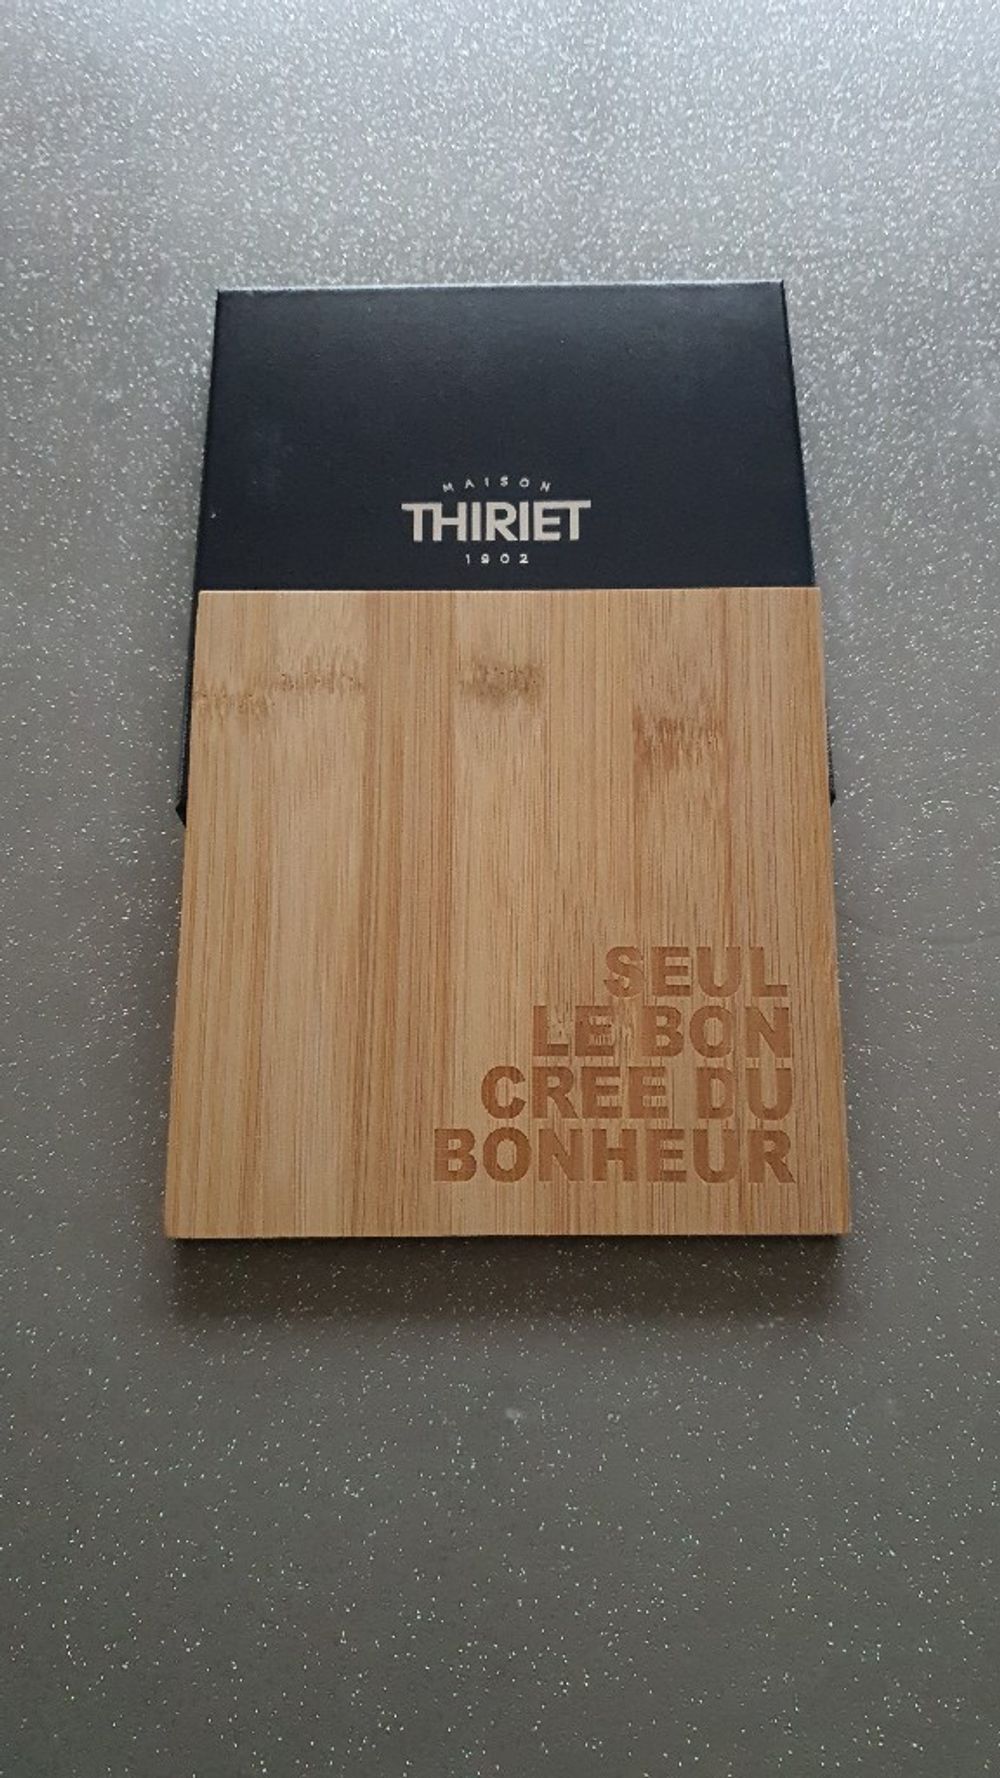 MAISON
THIRIET
1902
SEUL
LE BON
CREE DU
BONHEUR